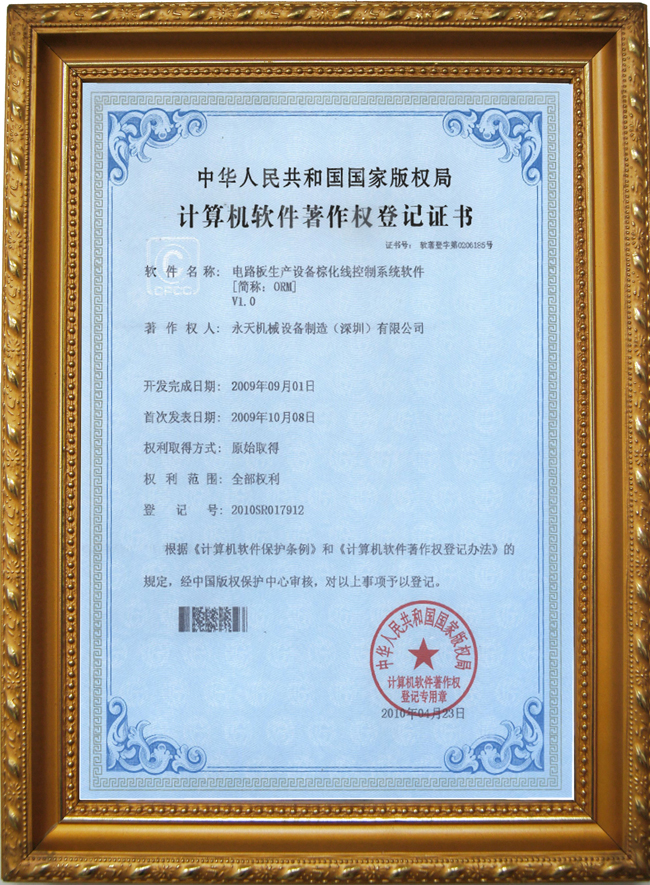 中华人民共和国国家版权局
计算机软件著作权登记证书
证书号： 软著登字第0206185号
CPCC
软件名称： 电路板生产设备棕化线控制系统软件
[简称：ORM]
V1.0
著作权人： 永天机械设备制造（深圳）有限公司
开发完成日期： 2009年09月01日
首次发表日期： 2009年10月08日
权利取得方式： 原始取得
权利范围： 全部权利
登记号： 2010SR017912
根据《计算机软件保护条例》和《计算机软件著作权登记办法》的
规定，经中国版权保护中心审核，对以上事项予以登记。
中华人民共和国国家版权局
计算机软件著作权
登记专用章
2010年04月23日